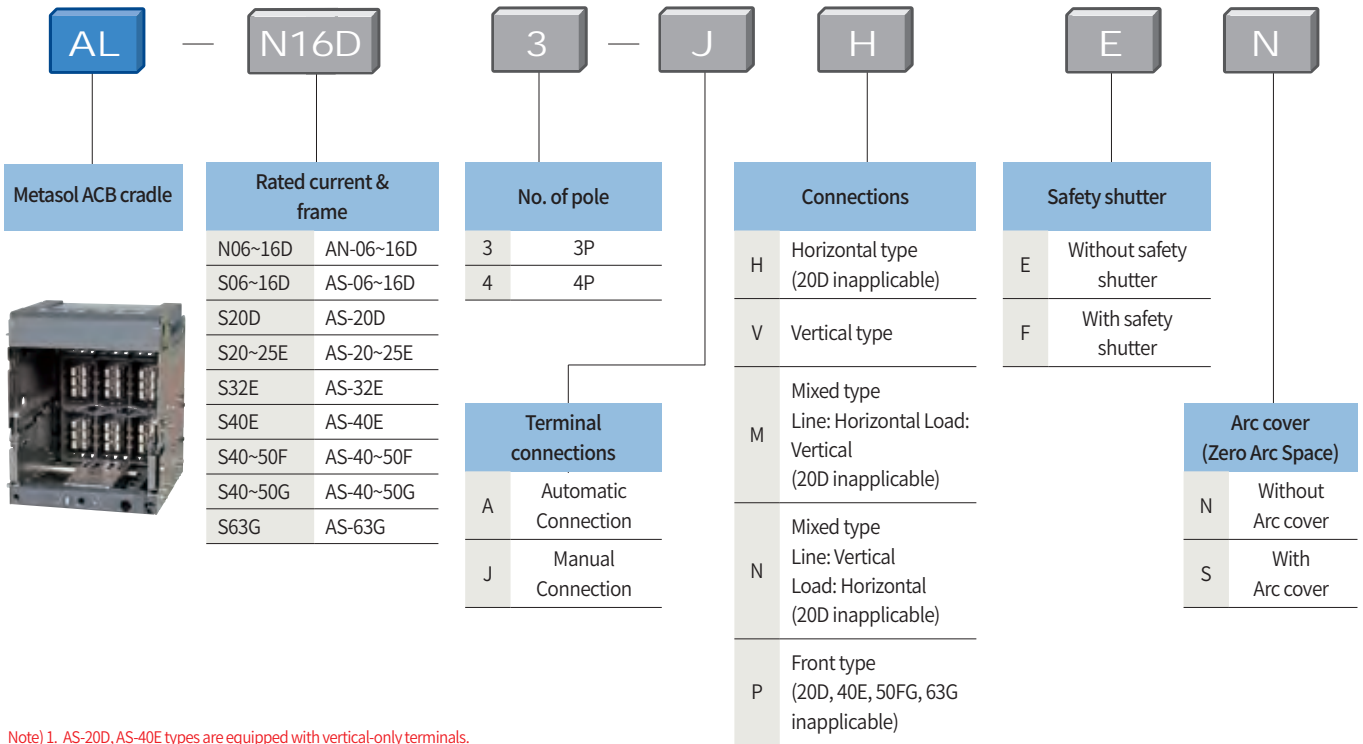 AL — N16D 3 — J H E N
Metasol ACB cradle
Rated current &
frame
N06~16D AN-06~16D
S06~16D AS-06~16D
S20D AS-20D
S20~25E AS-20~25E
S32E AS-32E
S40E AS-40E
S40~50F AS-40~50F
S40~50G AS-40~50G
S63G AS-63G
No. of pole
3 3P
4 4P
Terminal
connections
A Automatic
Connection
J Manual
Connection
Connections
H Horizontal type
(20D inapplicable)
V Vertical type
M Mixed type
Line: Horizontal Load:
Vertical
(20D inapplicable)
N Mixed type
Line: Vertical
Load: Horizontal
(20D inapplicable)
P Front type
(20D, 40E, 50FG, 63G
inapplicable)
Safety shutter
E Without safety
shutter
F With safety
shutter
Arc cover
(Zero Arc Space)
N Without
Arc cover
S With
Arc cover
Note) 1. AS-20D, AS-40E types are equipped with vertical-only terminals.